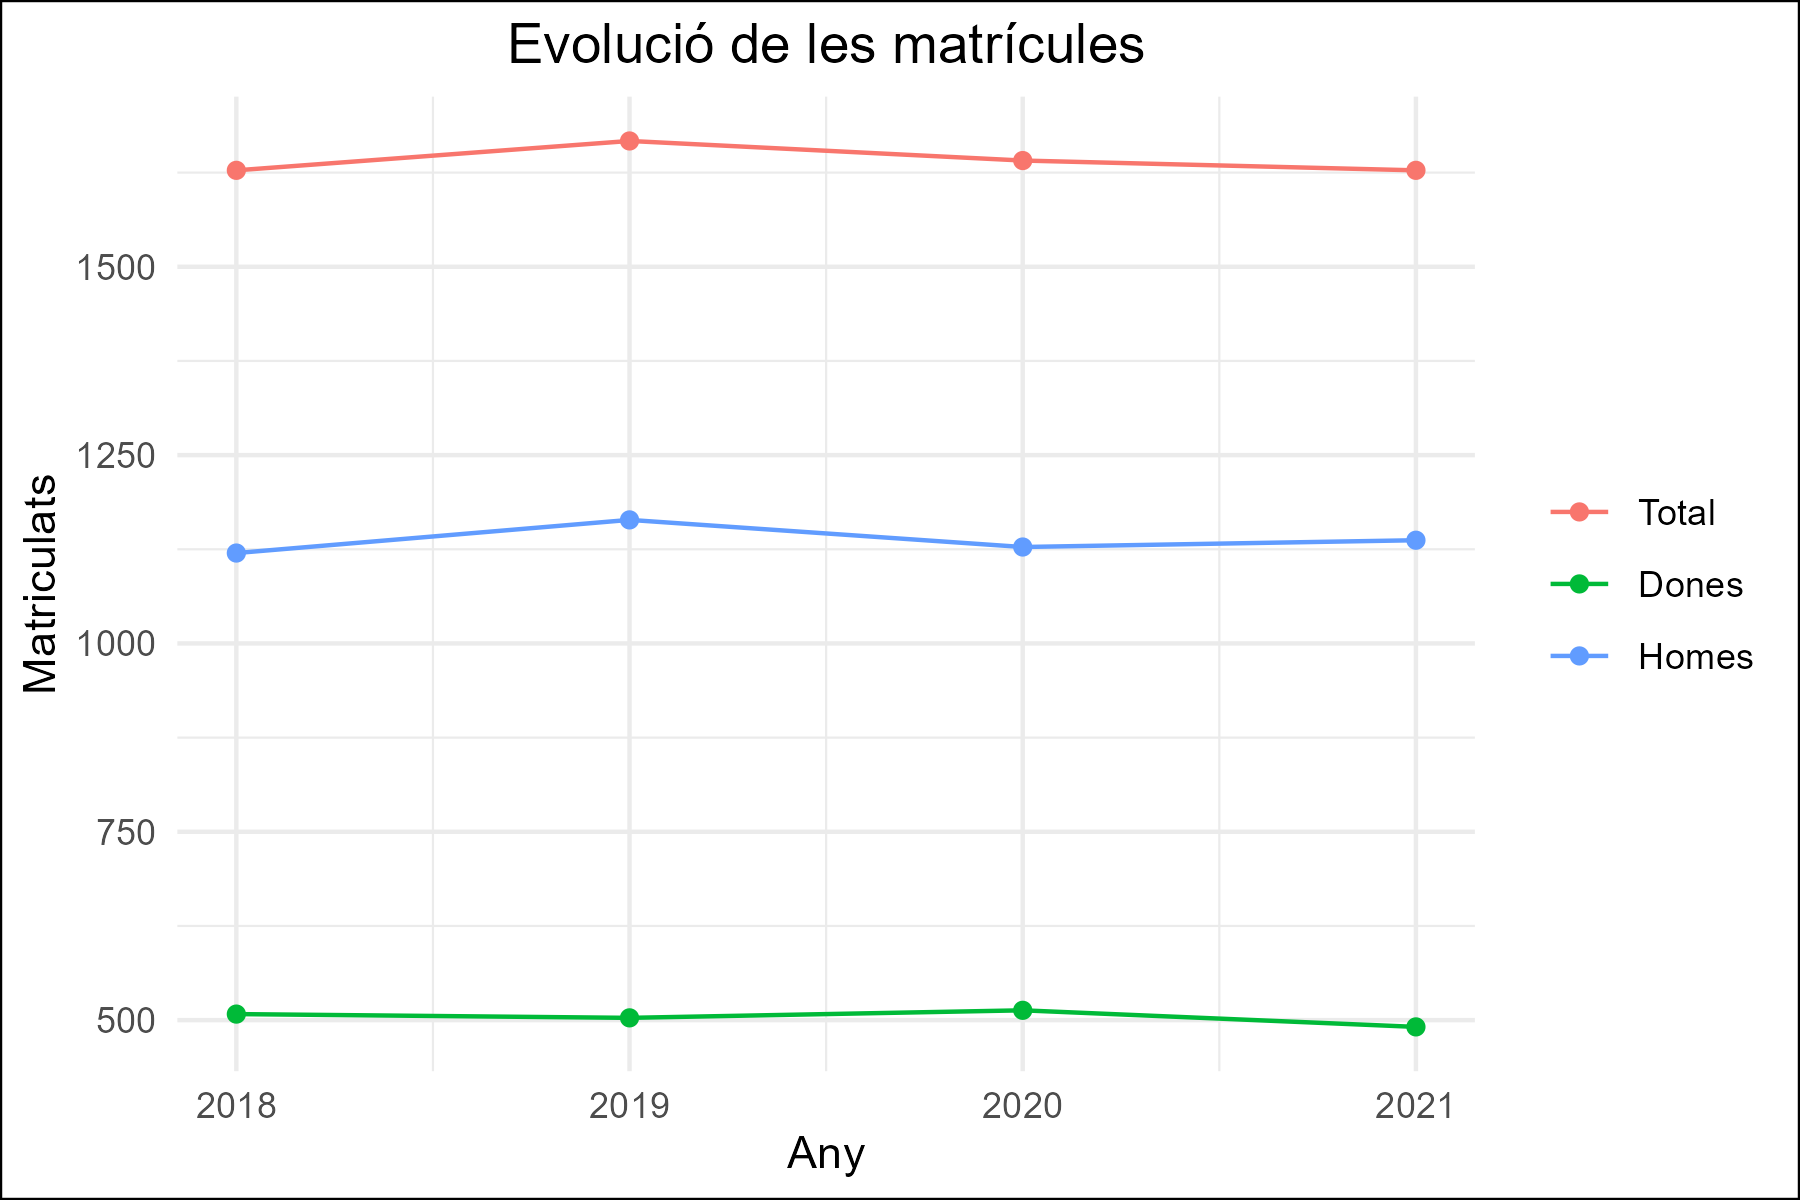 Evolució de les matrícules
Matriculats
1500
1250
1000
750
500
2018
2019
2020
2021
Any
Total
Dones
Homes